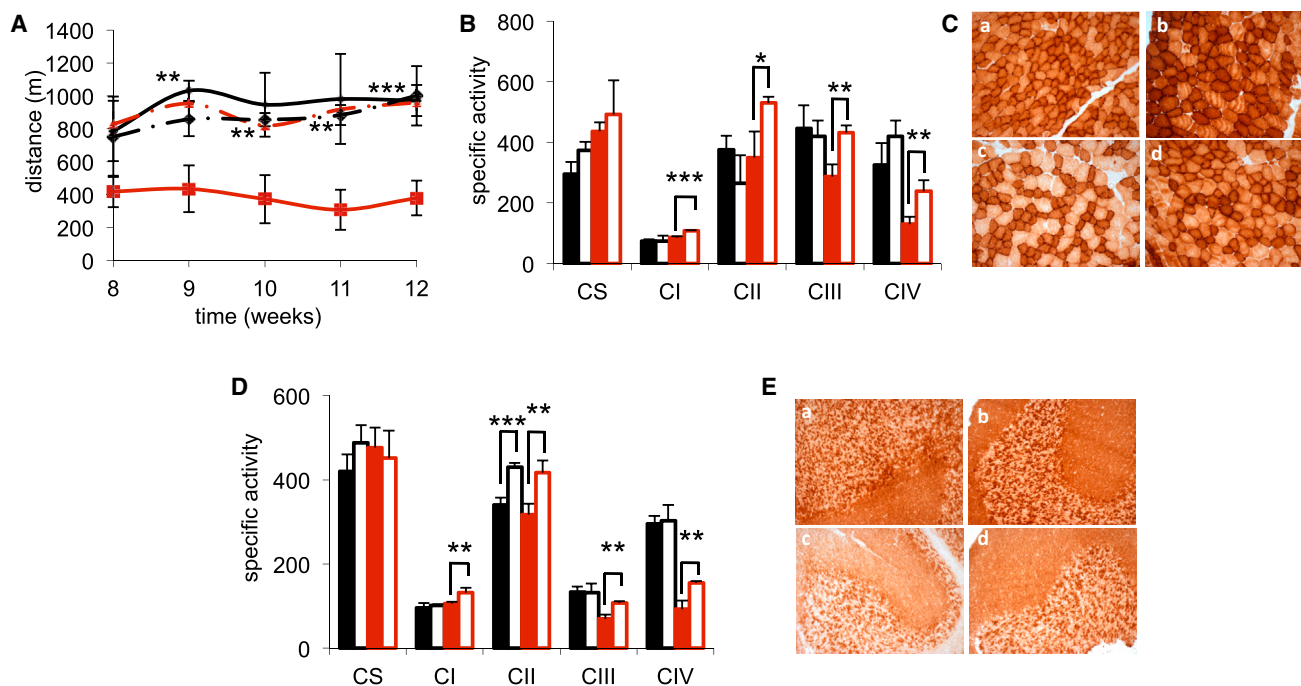 A
1400
1200
1000
800
600
400
200
0
distance (m)
**
**
**
***
8 9 10 11 12
time (weeks)
B
800
600
400
200
0
specific activity
***
*
**
**
CS CI CII CIII CIV
C
a b
c d
D
600
400
200
0
specific activity
**
*** **
**
**
CS CI CII CIII CIV
E
a b
c d